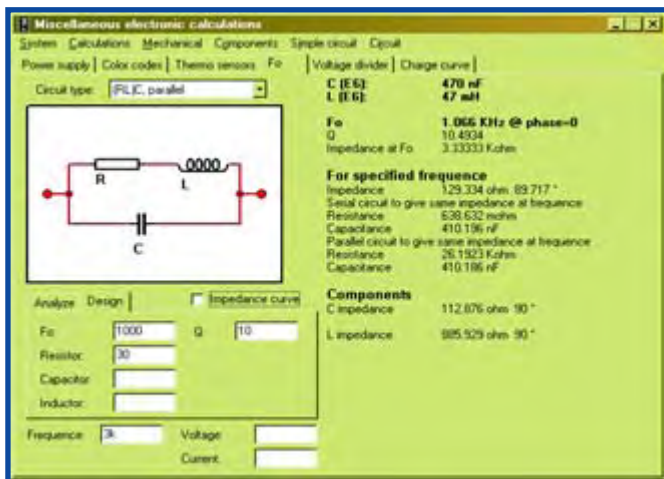 Miscellaneous electronic calculations
System Calculations Mechanical Components Simple circuit Circuit
Power supply Color codes Thermo sensors Fo Voltage divider Charge curve
Circuit type: (RL)C, parallel
R L
C
Analyze Design Impedance curve
Fo 1000 Q 10
Resistor 30
Capacitor
Inductor
Frequence 3k Voltage
Current
C (E6): 470 nF
L (E6): 47 mH
Fo 1.066 KHz @ phase=0
Q 10.4934
Impedance at Fo 3.33333 Kohm
For specified frequence
Impedance 129.334 ohm 89.717 °
Serial circuit to give same impedance at frequence
Resistance 638.632 mohm
Capacitance 410.196 nF
Parallel circuit to give same impedance at frequence
Resistance 26.1923 Kohm
Capacitance 410.186 nF
Components
C impedance 112.876 ohm 90 °
L impedance 885.929 ohm 90 °